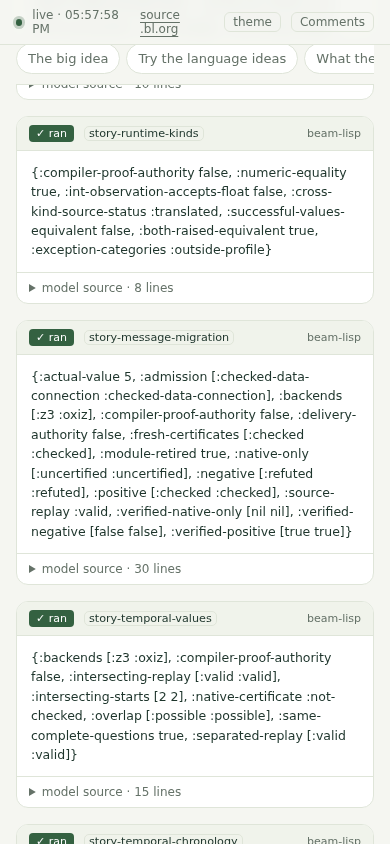 live · 05:57:58 PM
source .bl.org
theme
Comments
The big idea
Try the language ideas
What the
model source · 10 lines
✓ ran
story-runtime-kinds
beam-lisp
{:compiler-proof-authority false, :numeric-equality
true, :int-observation-accepts-float false, :cross-
kind-source-status :translated, :successful-values-
equivalent false, :both-raised-equivalent true,
:exception-categories :outside-profile}
model source · 8 lines
✓ ran
story-message-migration
beam-lisp
{:actual-value 5, :admission [:checked-data-
connection :checked-data-connection], :backends
[:z3 :oxiz], :compiler-proof-authority false, :delivery-
authority false, :fresh-certificates [:checked
:checked], :module-retired true, :native-only
[:uncertified :uncertified], :negative [:refuted
:refuted], :positive [:checked :checked], :source-
replay :valid, :verified-native-only [nil nil], :verified-
negative [false false], :verified-positive [true true]}
model source · 30 lines
✓ ran
story-temporal-values
beam-lisp
{:backends [:z3 :oxiz], :compiler-proof-authority
false, :intersecting-replay [:valid :valid],
:intersecting-starts [2 2], :native-certificate :not-
checked, :overlap [:possible :possible], :same-
complete-questions true, :separated-replay [:valid
:valid]}
model source · 15 lines
✓ ran
story-temporal-chronology
beam-lisp